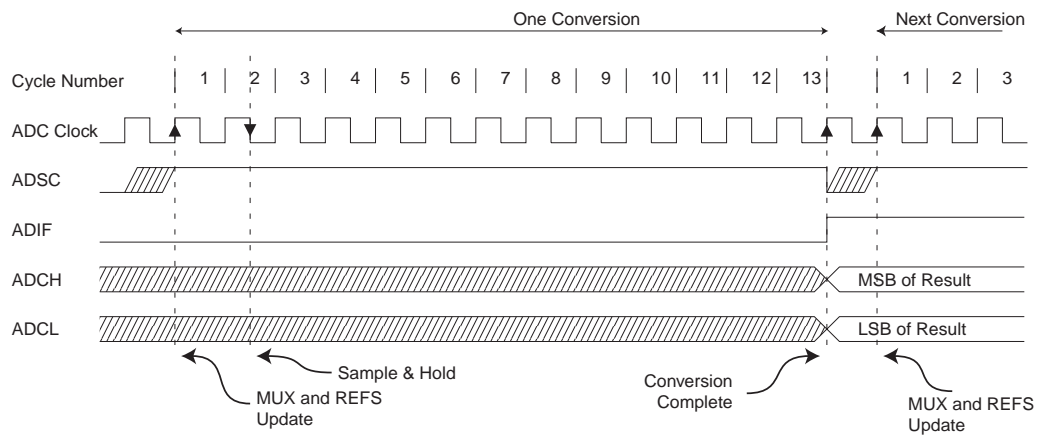 One Conversion Next Conversion
Cycle Number 1 2 3 4 5 6 7 8 9 10 11 12 13 1 2 3
ADC Clock
ADSC
ADIF
ADCH MSB of Result
ADCL LSB of Result
Sample & Hold
MUX and REFS
Update
Conversion
Complete
MUX and REFS
Update